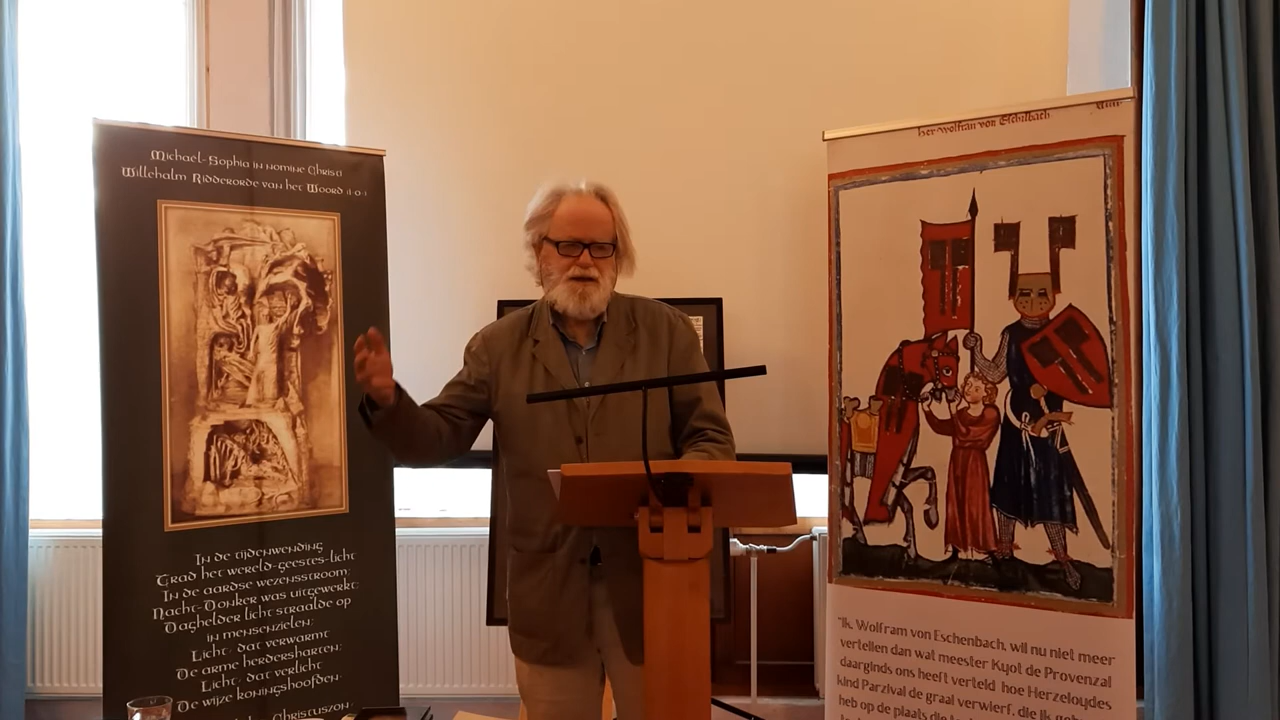 Michael-Sophia in nomine Christi
Willehalm Ridderorde van het Woord i.o.
In de tijdenwending
Trad het wereld-geestes-licht
In de aardse wezensstroom;
Nacht-Donker was uitgewerkt;
Daghelder licht straalde op
in mensenzielen;
Licht, dat verwarmt
De arme herdersharten;
Licht, dat verlicht
De wijze koningshoofden.
Christuszon,
her wolfran von Eschilbach
"Ik, Wolfram von Eschenbach, wil nu niet meer
vertellen dan wat meester Kyot de Provenzal
daarginds ons heeft verteld hoe Herzeloydes
kind Parzival de graal verwierf, die
heb op de plaats die